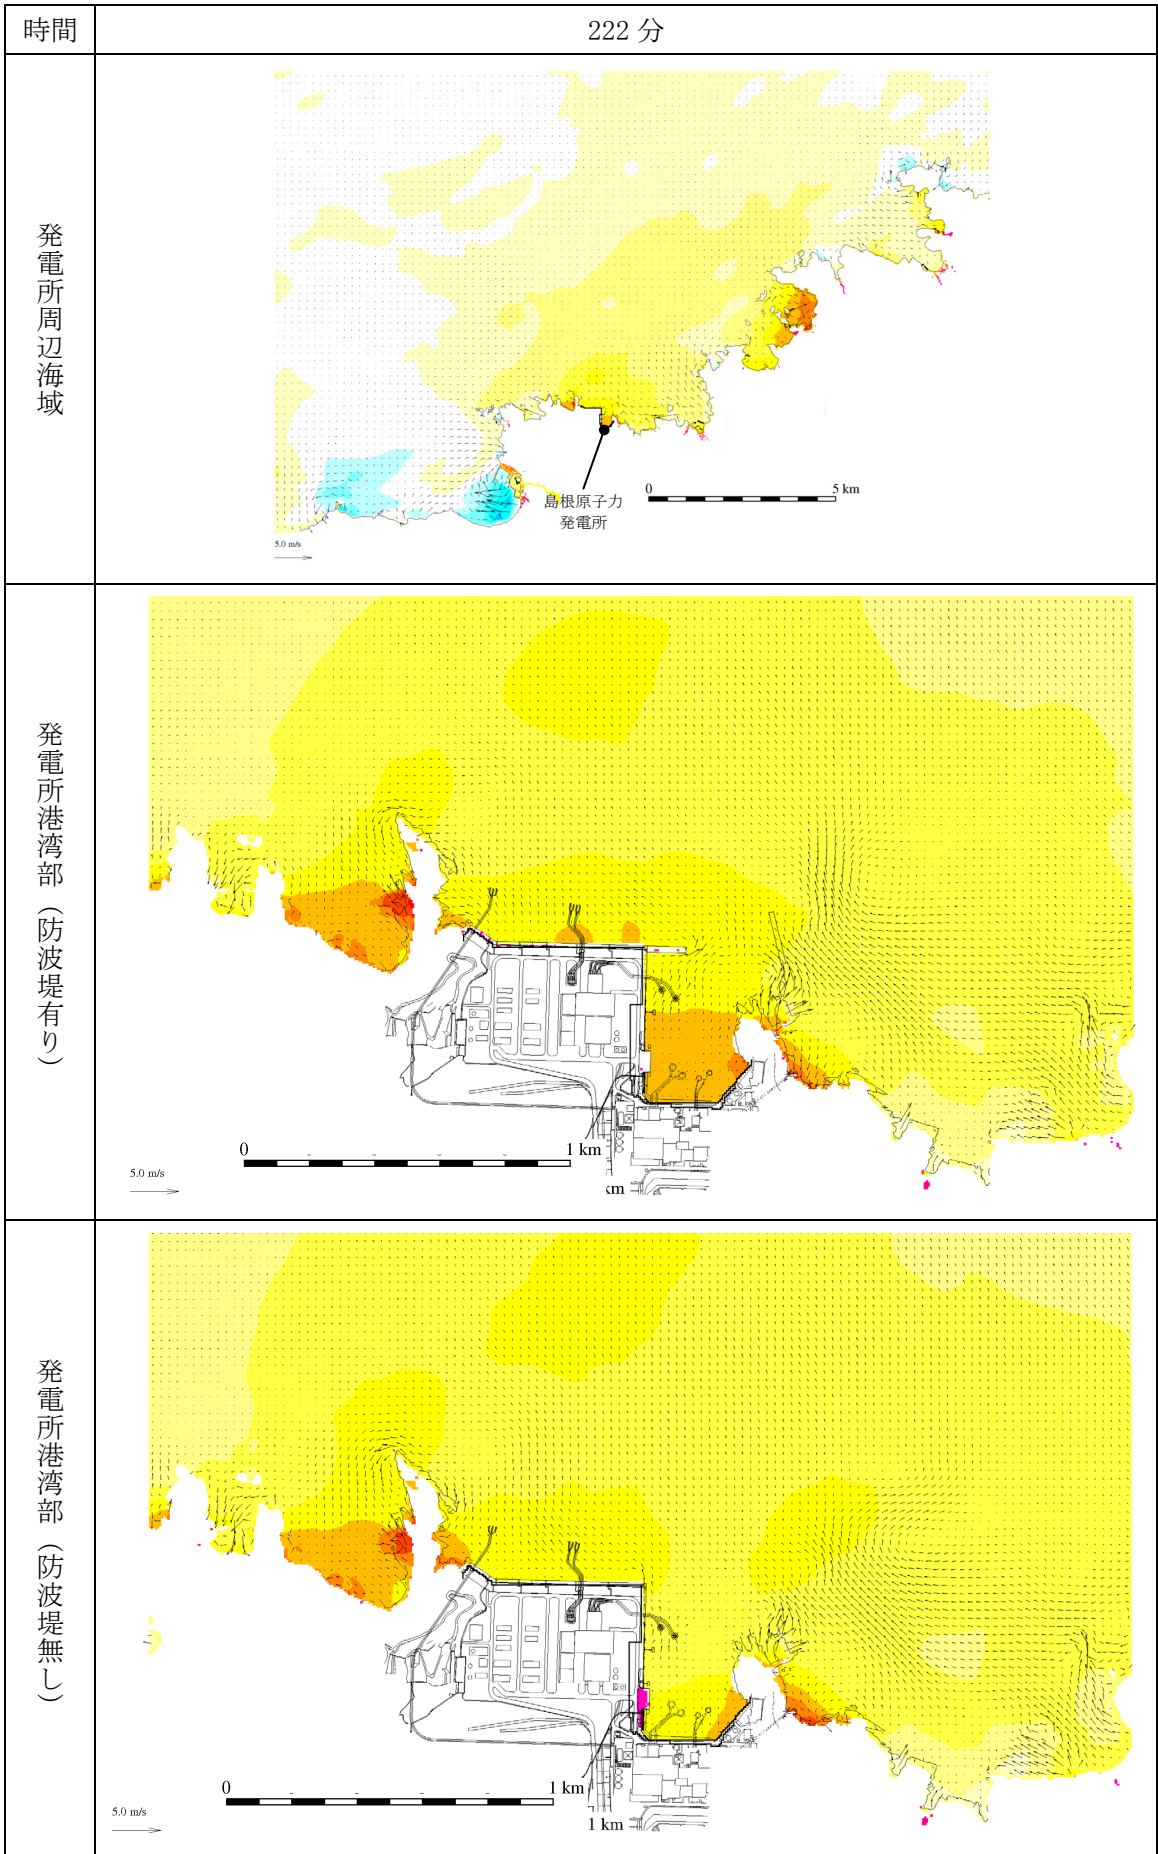 時間
222 分
発電所周辺海域
島根原子力
発電所
0 5 km
5.0 m/s
発電所港湾部（防波堤有り）
0 1 km
5.0 m/s
km
発電所港湾部（防波堤無し）
0 1 km
5.0 m/s
1 km